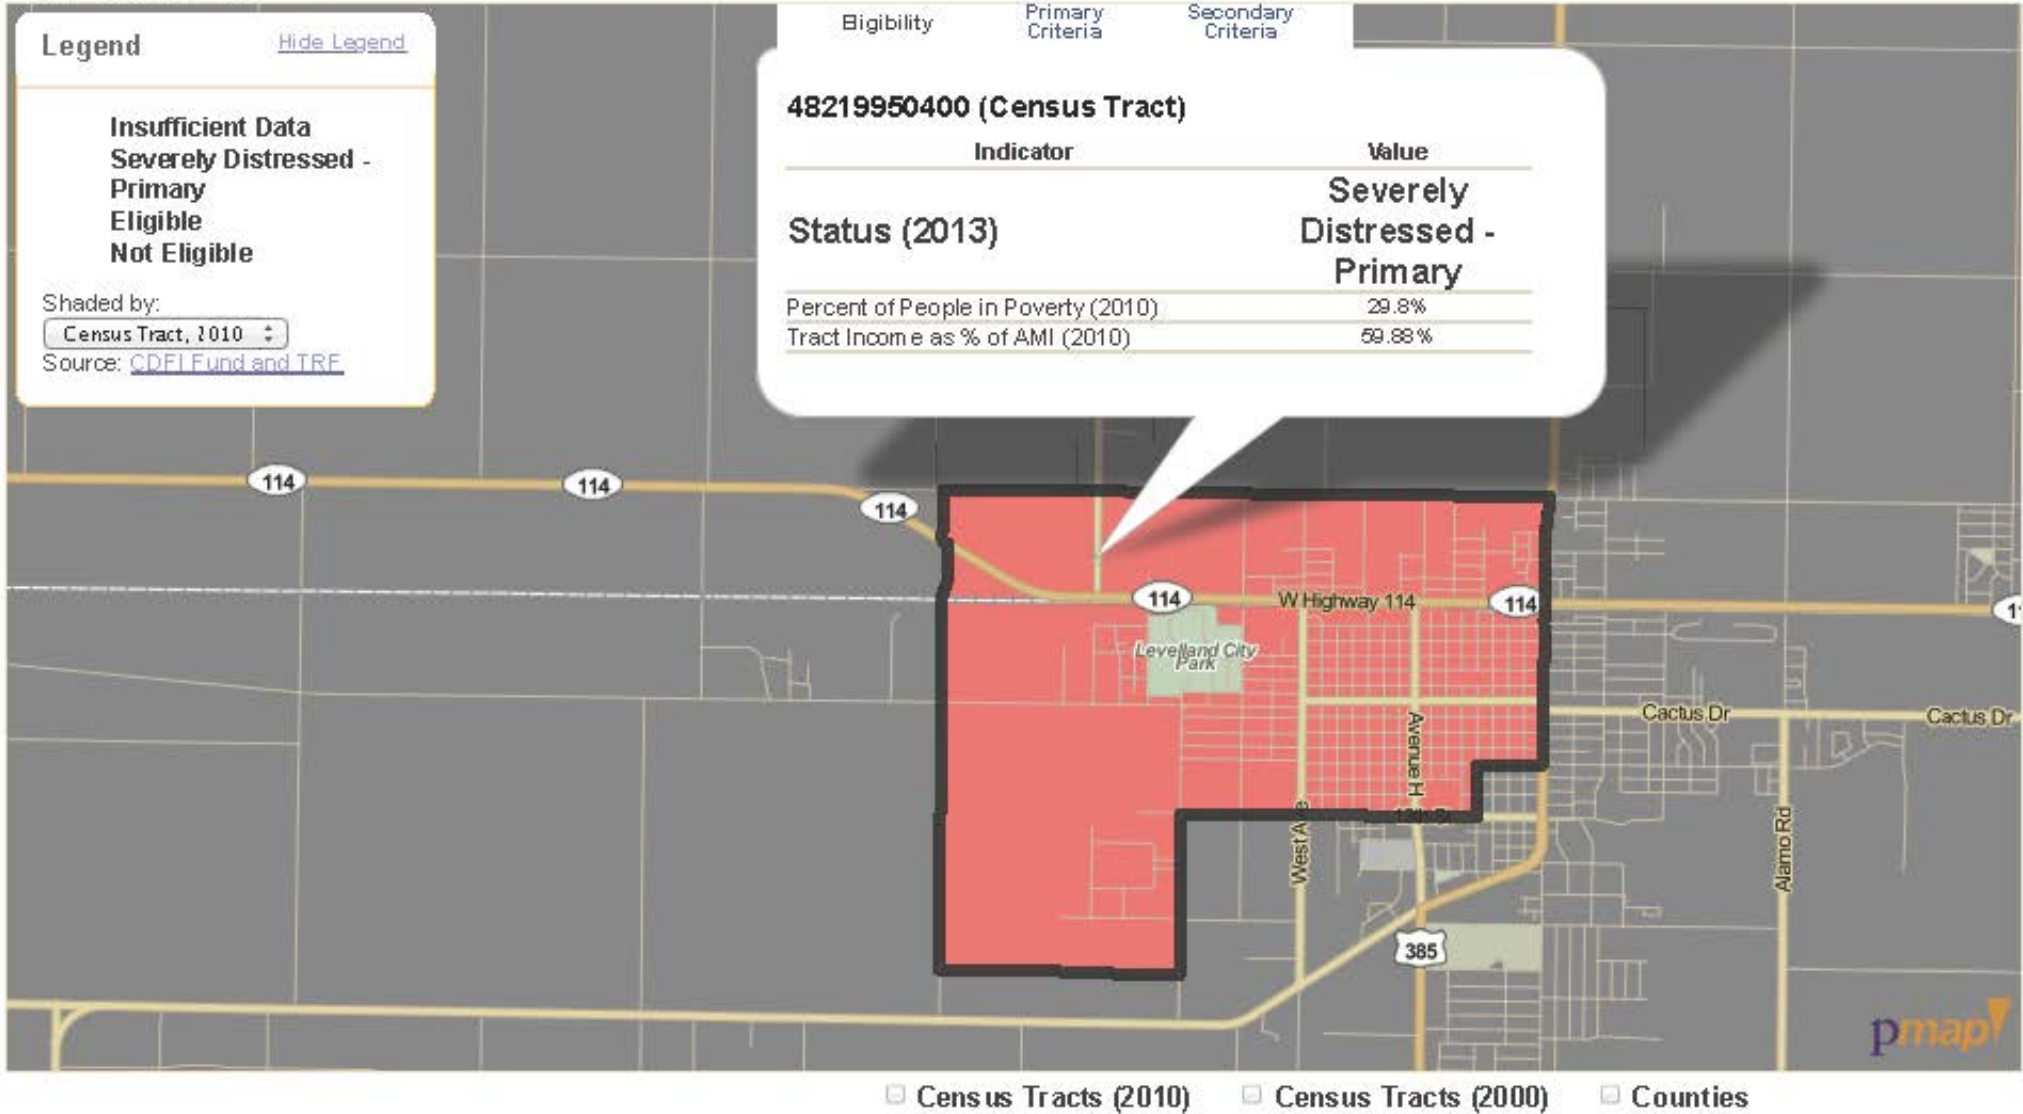 Legend
Hide Legend
Insufficient Data
Severely Distressed -
Primary
Eligible
Not Eligible
Shaded by:
Census Tract, 2010
Source: CDFI Fund and TRF
Eligibility
Primary
Criteria
Secondary
Criteria
48219950400 (Census Tract)
Indicator Value
Status (2013)
Severely
Distressed -
Primary
Percent of People in Poverty (2010) 29.8%
Tract Income as % of AMI (2010) 59.88%
114
114
114
114
W Highway 114
114
11
Levelland City
Park
Cactus Dr
Cactus Dr
Avenue H
13th St
West Ave
Alamo Rd
385
pmap
Census Tracts (2010)
Census Tracts (2000)
Counties